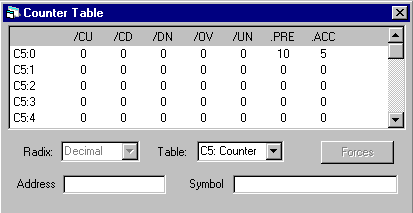 Counter Table
/CU /CD /DN /OV /UN .PRE .ACC
C5:0 0 0 0 0 0 10 5
C5:1 0 0 0 0 0 0 0
C5:2 0 0 0 0 0 0 0
C5:3 0 0 0 0 0 0 0
C5:4 0 0 0 0 0 0 0
Radix: Decimal Table: C5: Counter Forces
Address Symbol